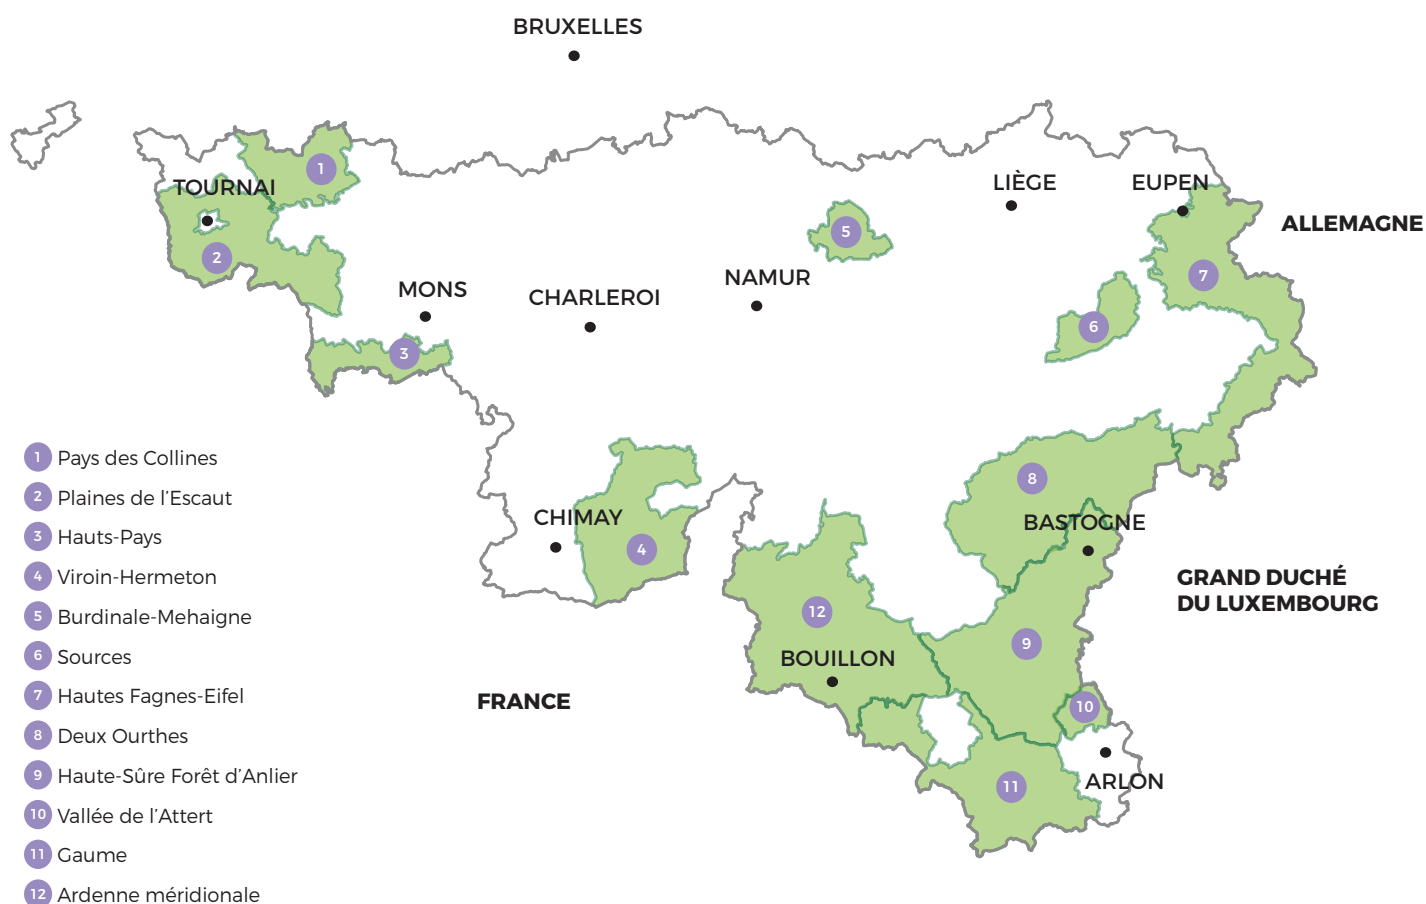 BRUXELLES
1
TOURNAI
2
LIÈGE
EUPEN
5
ALLEMAGNE
7
NAMUR
MONS
CHARLEROI
6
3
8
CHIMAY
BASTOGNE
4
GRAND DUCHÉ
DU LUXEMBOURG
12
9
BOUILLON
FRANCE
10
ARLON
11
1 Pays des Collines
2 Plaines de l’Escaut
3 Hauts-Pays
4 Viroin-Hermeton
5 Burdinale-Mehaigne
6 Sources
7 Hautes Fagnes-Eifel
8 Deux Ourthes
9 Haute-Sûre Forêt d’Anlier
10 Vallée de l’Attert
11 Gaume
12 Ardenne méridionale